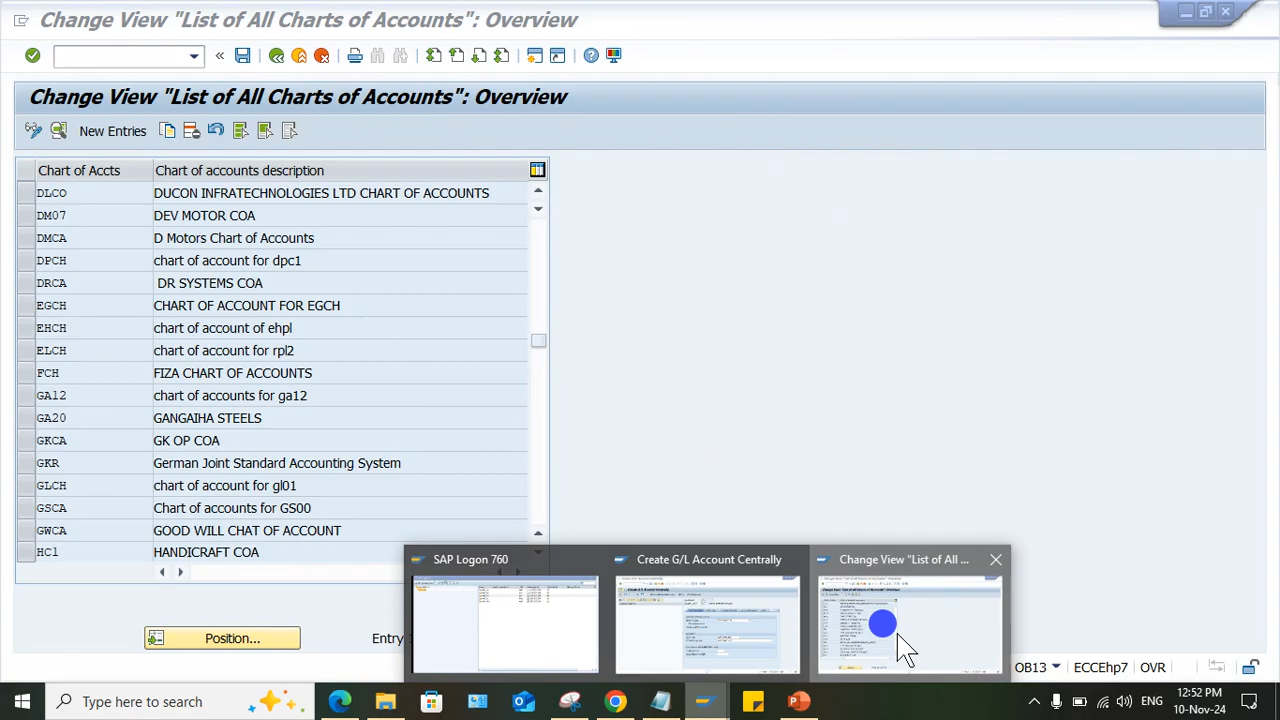 Change View "List of All Charts of Accounts": Overview
Change View "List of All Charts of Accounts": Overview
New Entries
Chart of Accts Chart of accounts description
DLCO DUCON INFRATECHNOLOGIES LTD CHART OF ACCOUNTS
DM07 DEV MOTOR COA
DMCA D Motors Chart of Accounts
DPCH chart of account for dpc1
DRCA DR SYSTEMS COA
EGCH CHART OF ACCOUNT FOR EGCH
EHCH chart of account of ehpl
ELCH chart of account for rpl2
FCH FIZA CHART OF ACCOUNTS
GA12 chart of accounts for ga12
GA20 GANGAIHA STEELS
GKCA GK OP COA
GKR German Joint Standard Accounting System
GLCH chart of account for gl01
GSCA Chart of accounts for GS00
GWCA GOOD WILL CHAT OF ACCOUNT
HC1 HANDICRAFT COA
SAP Logon 760 Create G/L Account Centrally Change View "List of All ...
Position... Entry
OB13 ECCEhp7 OVR
Type here to search
ENG
12:52 PM
10-Nov-24